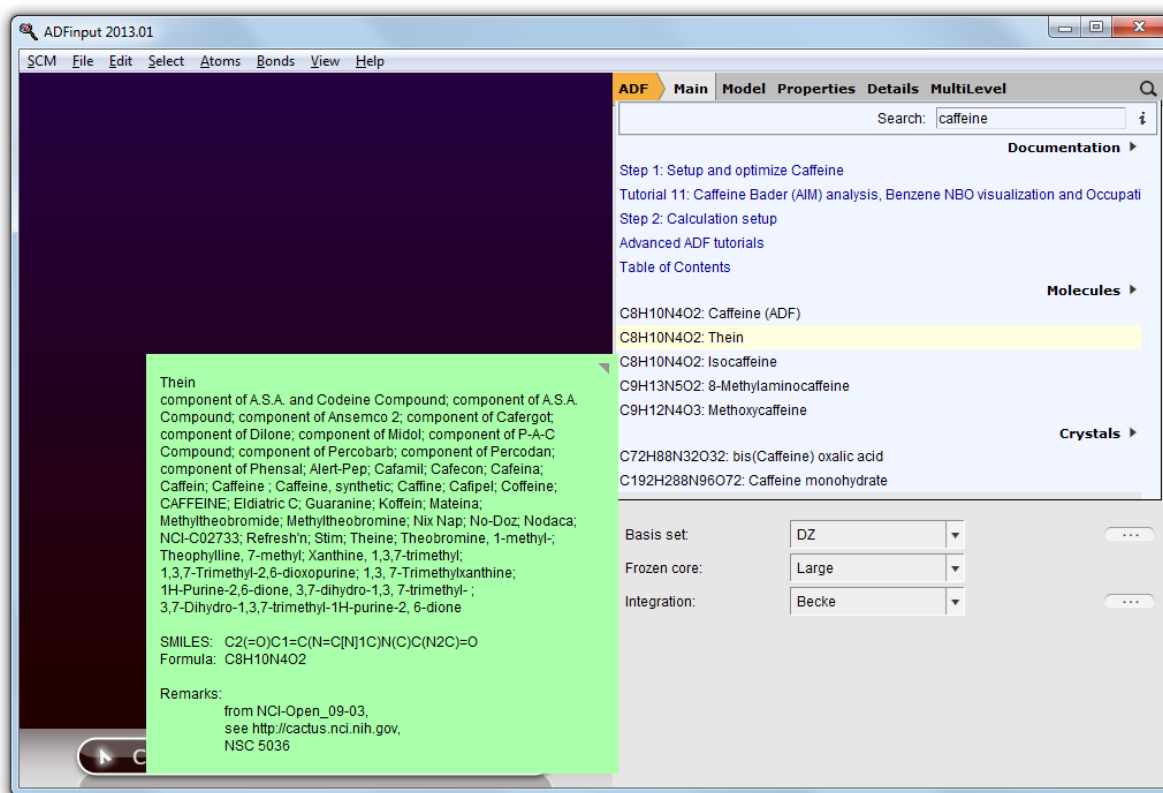 ADFinput 2013.01
SCM File Edit Select Atoms Bonds View Help
ADF Main Model Properties Details MultiLevel
Search: caffeine i
Documentation
Step 1: Setup and optimize Caffeine
Tutorial 11: Caffeine Bader (AIM) analysis, Benzene NBO visualization and Occupati
Step 2: Calculation setup
Advanced ADF tutorials
Table of Contents
Molecules
C8H10N4O2: Caffeine (ADF)
C8H10N4O2: Thein
C8H10N4O2: Isocaffeine
C9H13N5O2: 8-Methylaminocaffeine
C9H12N4O3: Methoxycaffeine
Crystals
C72H88N32O32: bis(Caffeine) oxalic acid
C192H288N96O72: Caffeine monohydrate
Basis set: DZ ...
Frozen core: Large
Integration: Becke ...
Thein
component of A.S.A. and Codeine Compound; component of A.S.A.
Compound; component of Ansemco 2; component of Cafergot;
component of Dilone; component of Midol; component of P-A-C
Compound; component of Percobarb; component of Percodan;
component of Phensal; Alert-Pep; Cafamil; Cafecon; Cafeina;
Caffein; Caffeine ; Caffeine, synthetic; Caffine; Cafipel; Coffeine;
CAFFEINE; Eldiatric C; Guaranine; Koffein; Mateina;
Methyltheobromide; Methyltheobromine; Nix Nap; No-Doz; Nodaca;
NCI-C02733; Refresh'n; Stim; Theine; Theobromine, 1-methyl-;
Theophylline, 7-methyl; Xanthine, 1,3,7-trimethyl;
1,3,7-Trimethyl-2,6-dioxopurine; 1,3, 7-Trimethylxanthine;
1H-Purine-2,6-dione, 3,7-dihydro-1,3, 7-trimethyl- ;
3,7-Dihydro-1,3,7-trimethyl-1H-purine-2, 6-dione
SMILES: C2(=O)C1=C(N=C[N]1C)N(C)C(N2C)=O
Formula: C8H10N4O2
Remarks:
from NCI-Open_09-03,
see http://cactus.nci.nih.gov,
NSC 5036
C